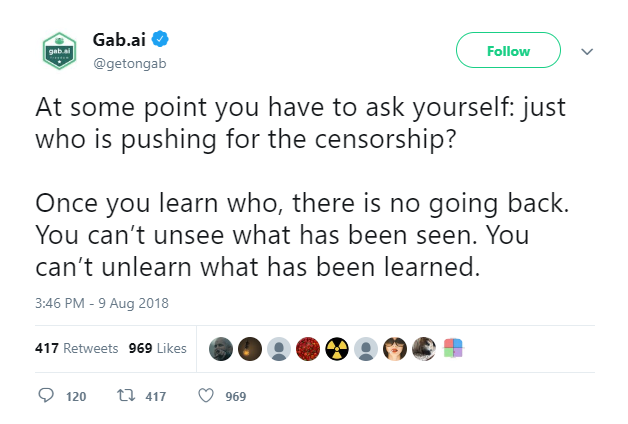 Gab.ai
@getongab
Follow
gab.ai
At some point you have to ask yourself: just
who is pushing for the censorship?
Once you learn who, there is no going back.
You can’t unsee what has been seen. You
can’t unlearn what has been learned.
3:46 PM - 9 Aug 2018
417 Retweets 969 Likes
120 417 969